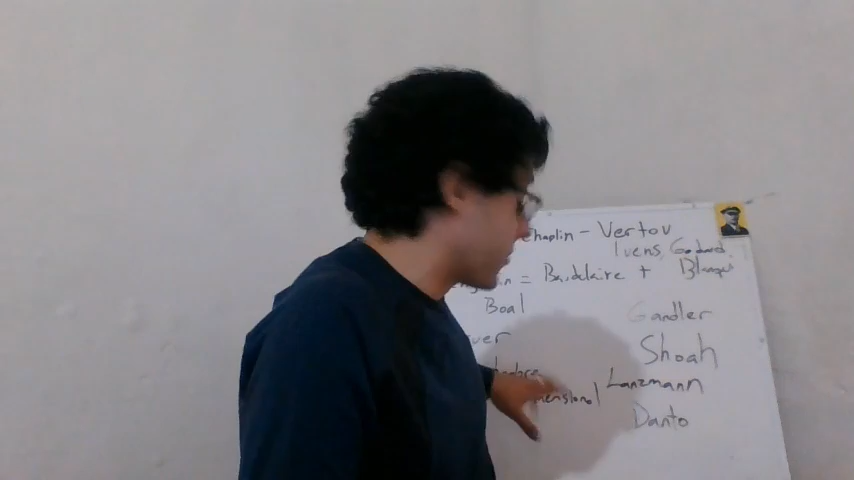 Chaplin - Vertov
Ivens, Godard
= Baudelaire + Blanqui
Boal
Gandler
Shoah
Lanzmann
Danto